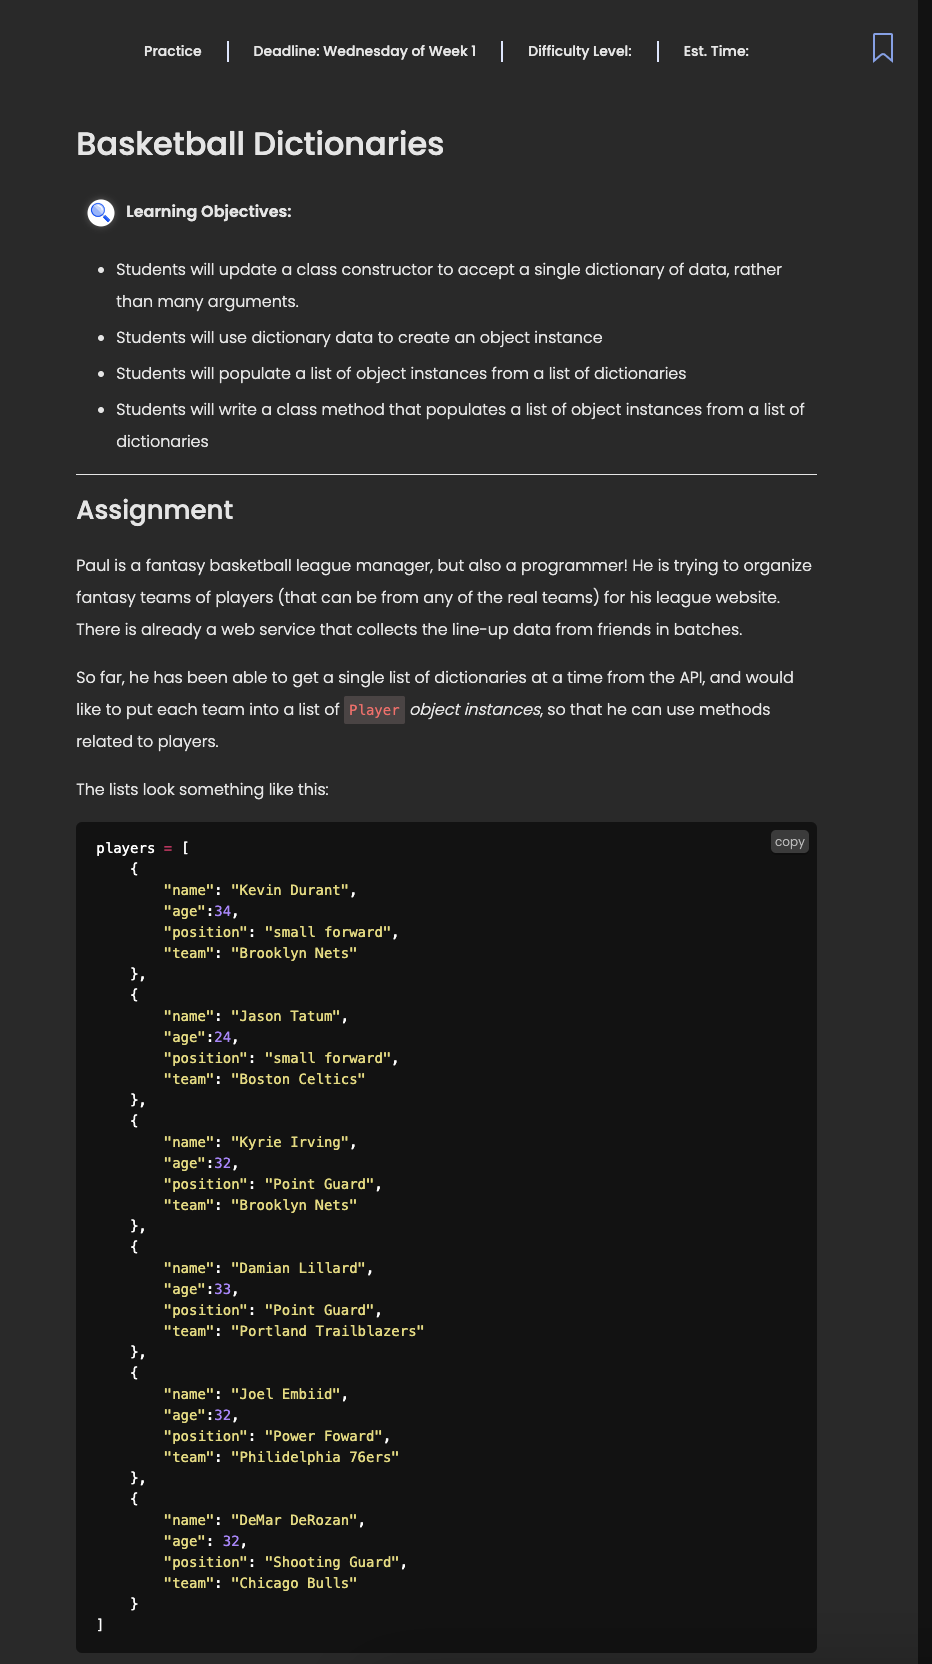 Practice
Deadline: Wednesday of Week 1
Difficulty Level:
Est. Time:
Basketball Dictionaries
Learning Objectives:
• Students will update a class constructor to accept a single dictionary of data, rather
than many arguments.
• Students will use dictionary data to create an object instance
• Students will populate a list of object instances from a list of dictionaries
• Students will write a class method that populates a list of object instances from a list of
dictionaries
Assignment
Paul is a fantasy basketball league manager, but also a programmer! He is trying to organize
fantasy teams of players (that can be from any of the real teams) for his league website.
There is already a web service that collects the line-up data from friends in batches.
So far, he has been able to get a single list of dictionaries at a time from the API, and would
like to put each team into a list of Player object instances, so that he can use methods
related to players.
The lists look something like this:
copy
players = [
    {
        "name": "Kevin Durant",
        "age":34,
        "position": "small forward",
        "team": "Brooklyn Nets"
    },
    {
        "name": "Jason Tatum",
        "age":24,
        "position": "small forward",
        "team": "Boston Celtics"
    },
    {
        "name": "Kyrie Irving",
        "age":32,
        "position": "Point Guard",
        "team": "Brooklyn Nets"
    },
    {
        "name": "Damian Lillard",
        "age":33,
        "position": "Point Guard",
        "team": "Portland Trailblazers"
    },
    {
        "name": "Joel Embiid",
        "age":32,
        "position": "Power Foward",
        "team": "Philidelphia 76ers"
    },
    {
        "name": "DeMar DeRozan",
        "age": 32,
        "position": "Shooting Guard",
        "team": "Chicago Bulls"
    }
]